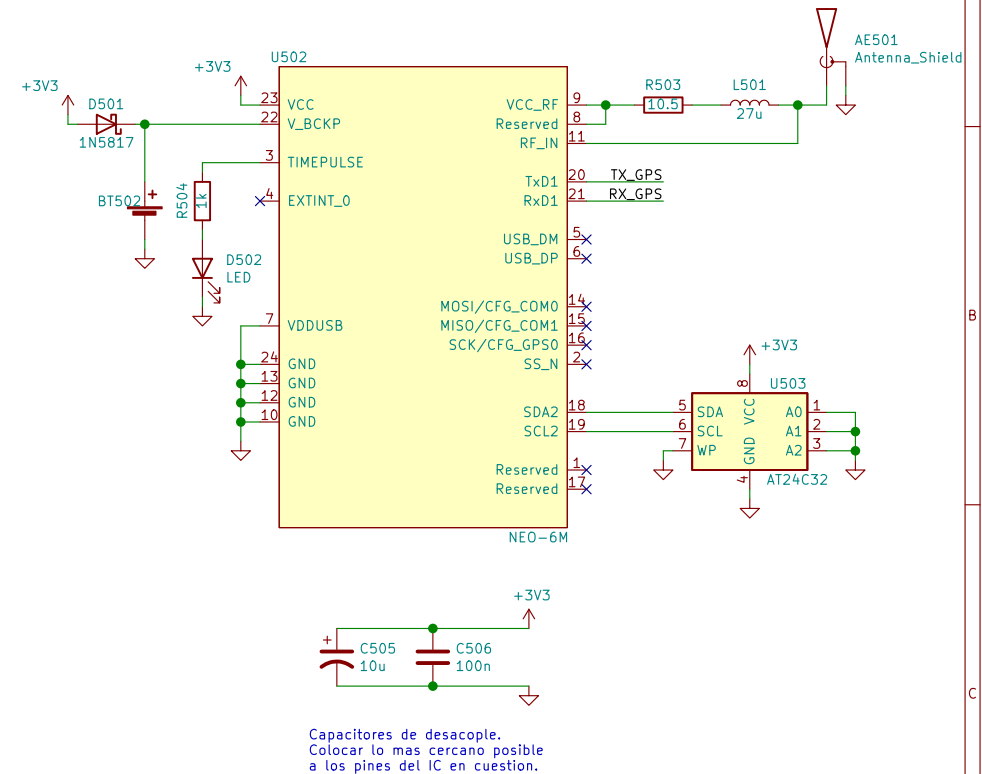 AE501
Antenna_Shield
U502
+3V3
+3V3
D501
1N5817
23 VCC
22 V_BCKP
3 TIMEPULSE
4 EXTINT_0
BT502
+
R504
1k
D502
LED
7 VDDUSB
24 GND
13 GND
12 GND
10 GND
VCC_RF 9
Reserved 8
RF_IN 11
R503
10.5
L501
27u
TxD1 20 TX_GPS
RxD1 21 RX_GPS
USB_DM 5
USB_DP 6
MOSI/CFG_COM0 14
MISO/CFG_COM1 15
SCK/CFG_GPS0 16
SS_N 2
SDA2 18
SCL2 19
Reserved 1
Reserved 17
NEO-6M
B
+3V3
U503
8
VCC
5 SDA
6 SCL
7 WP
A0 1
A1 2
A2 3
GND
4
AT24C32
+3V3
+
C505
10u
C506
100n
C
Capacitores de desacople.
Colocar lo mas cercano posible
a los pines del IC en cuestion.